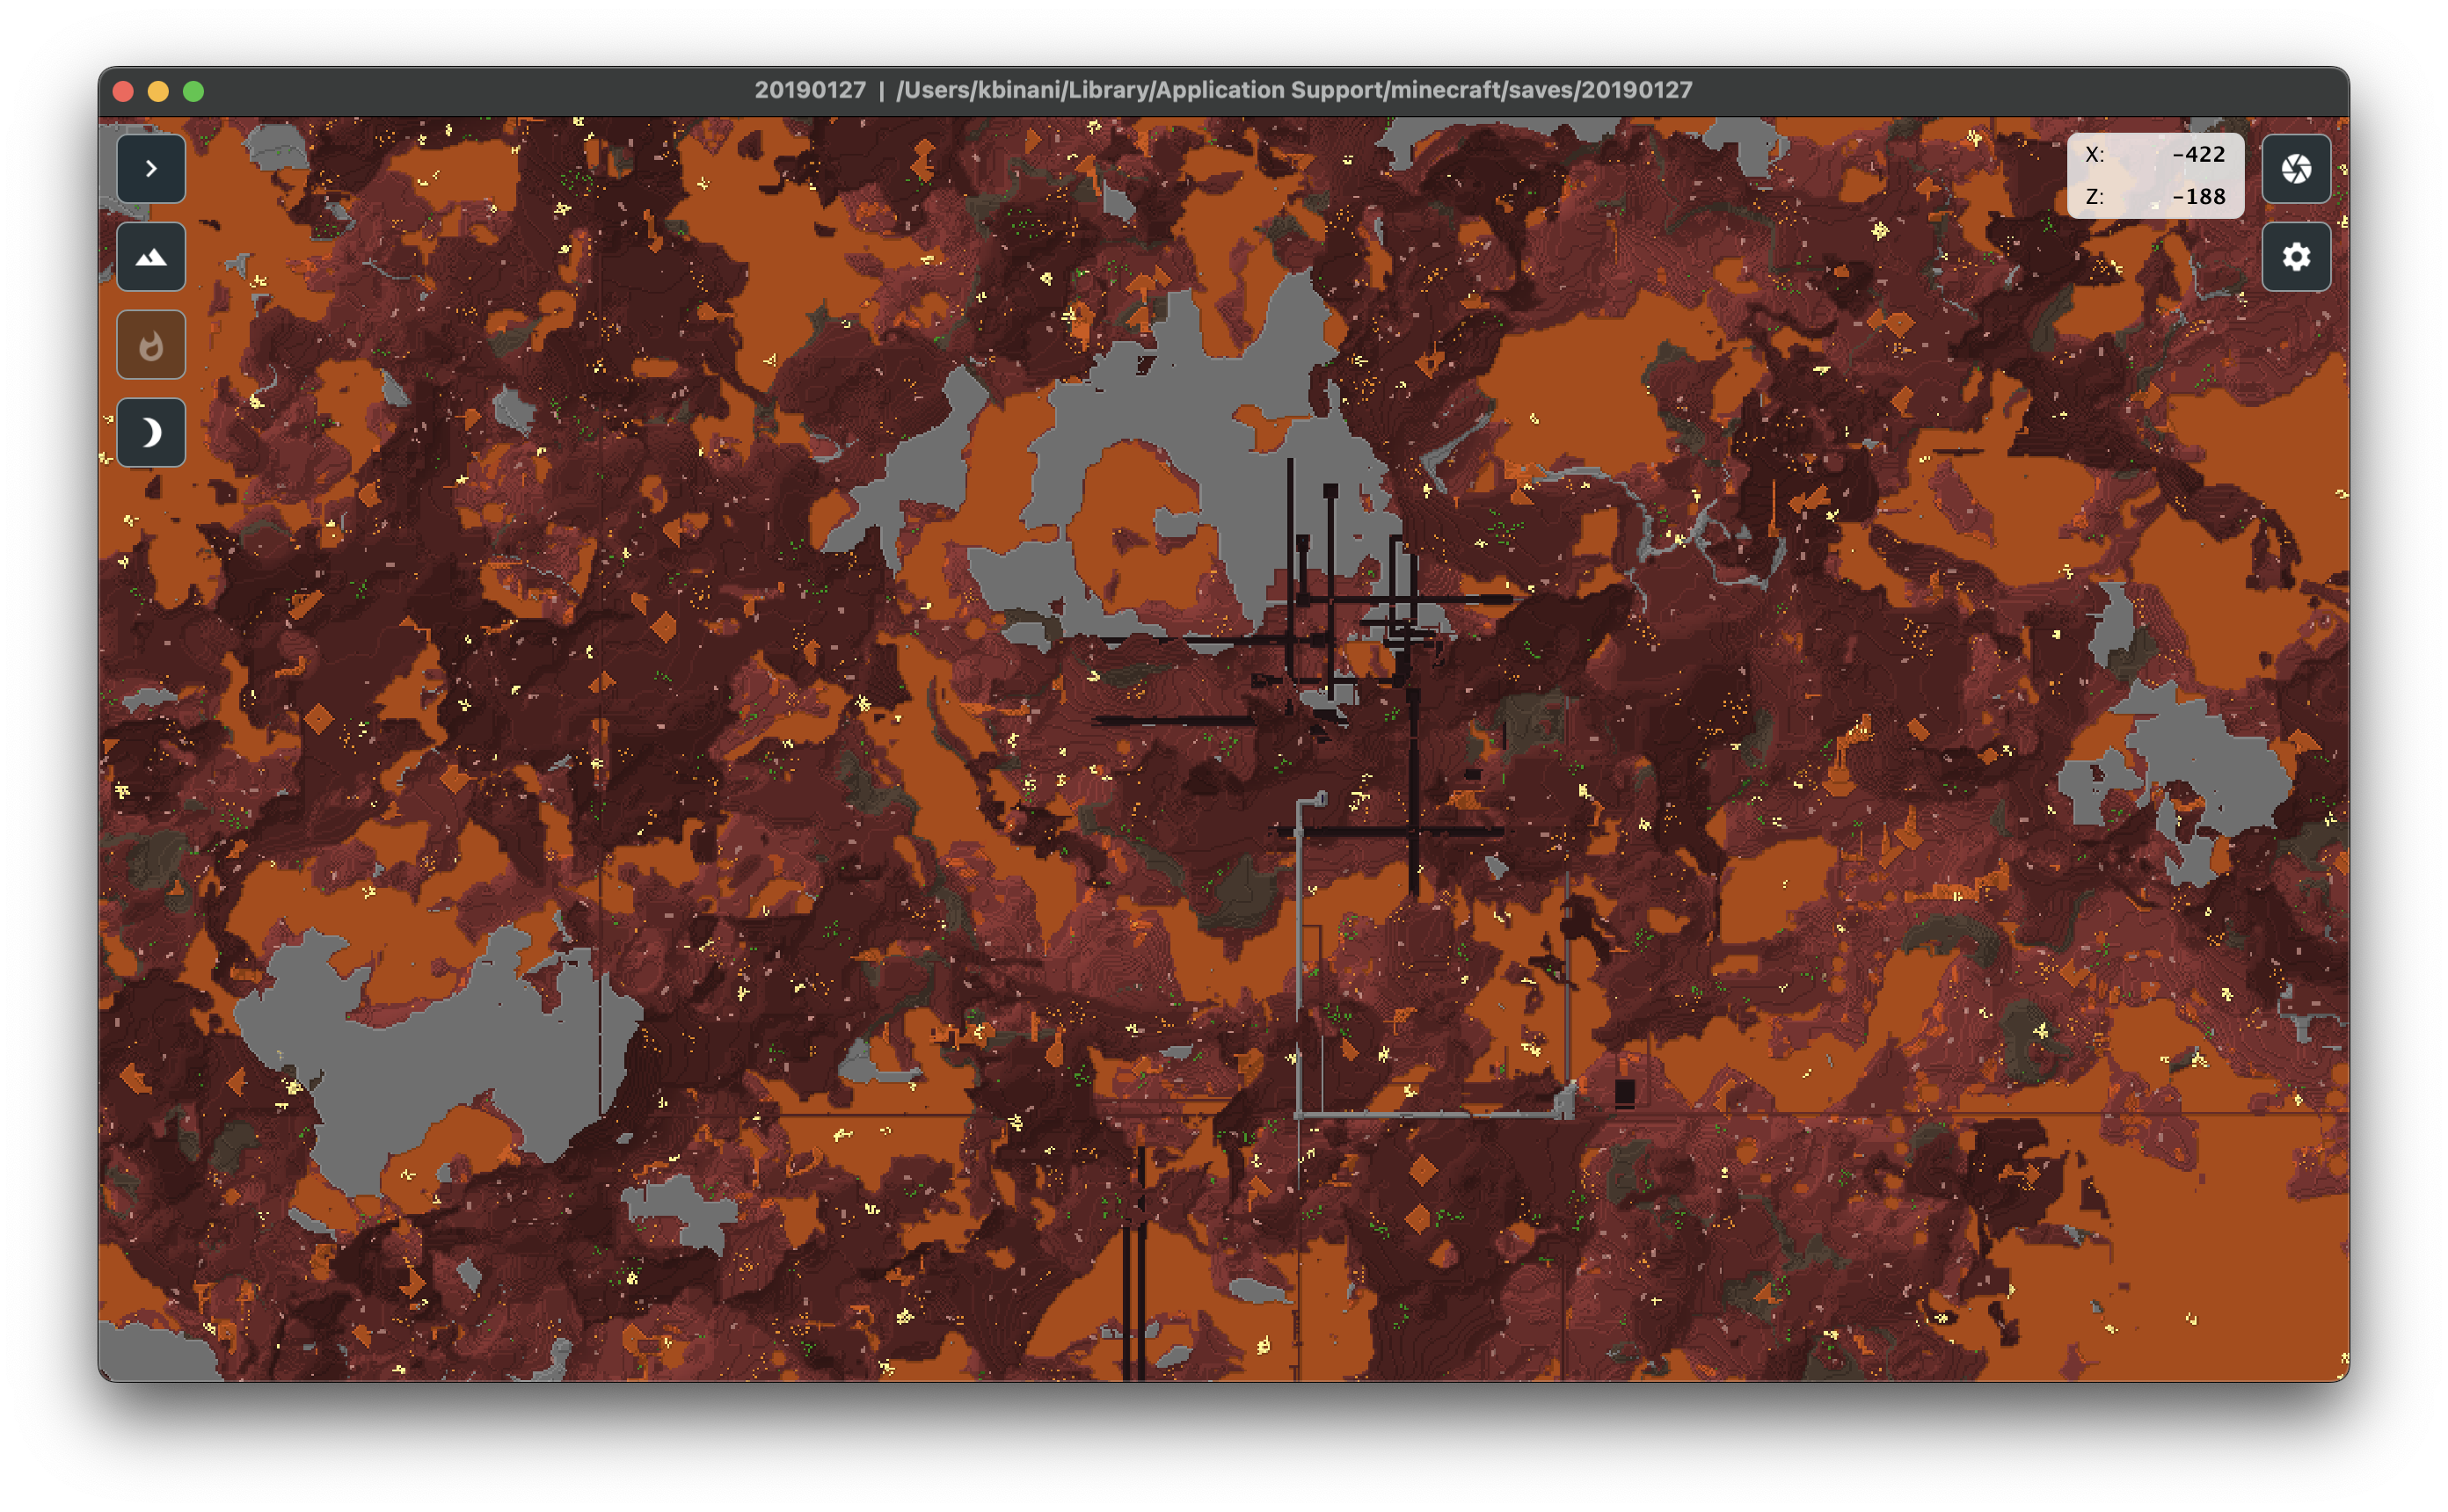 20190127 | /Users/kbinani/Library/Application Support/minecraft/saves/20190127
X: -422
Z: -188